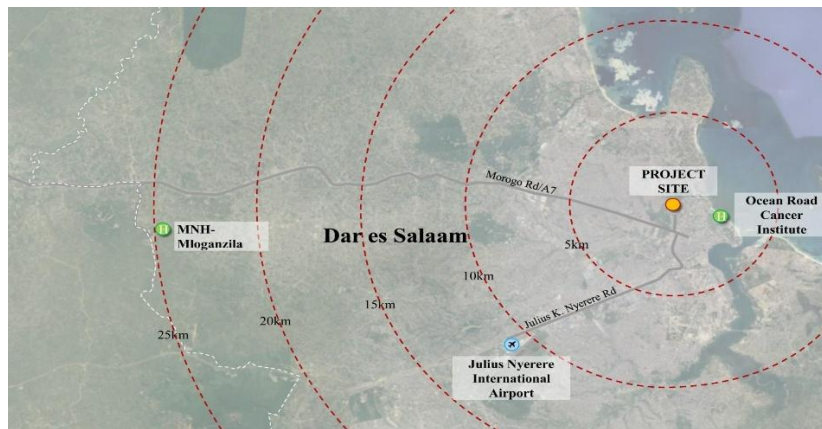 Morogo Rd/A7
PROJECT
SITE
H
Ocean Road
Cancer
Institute
H
MNH-
Mloganzila
Dar es Salaam
5km
10km
15km
20km
25km
Julius K. Nyerere Rd
Julius Nyerere
International
Airport